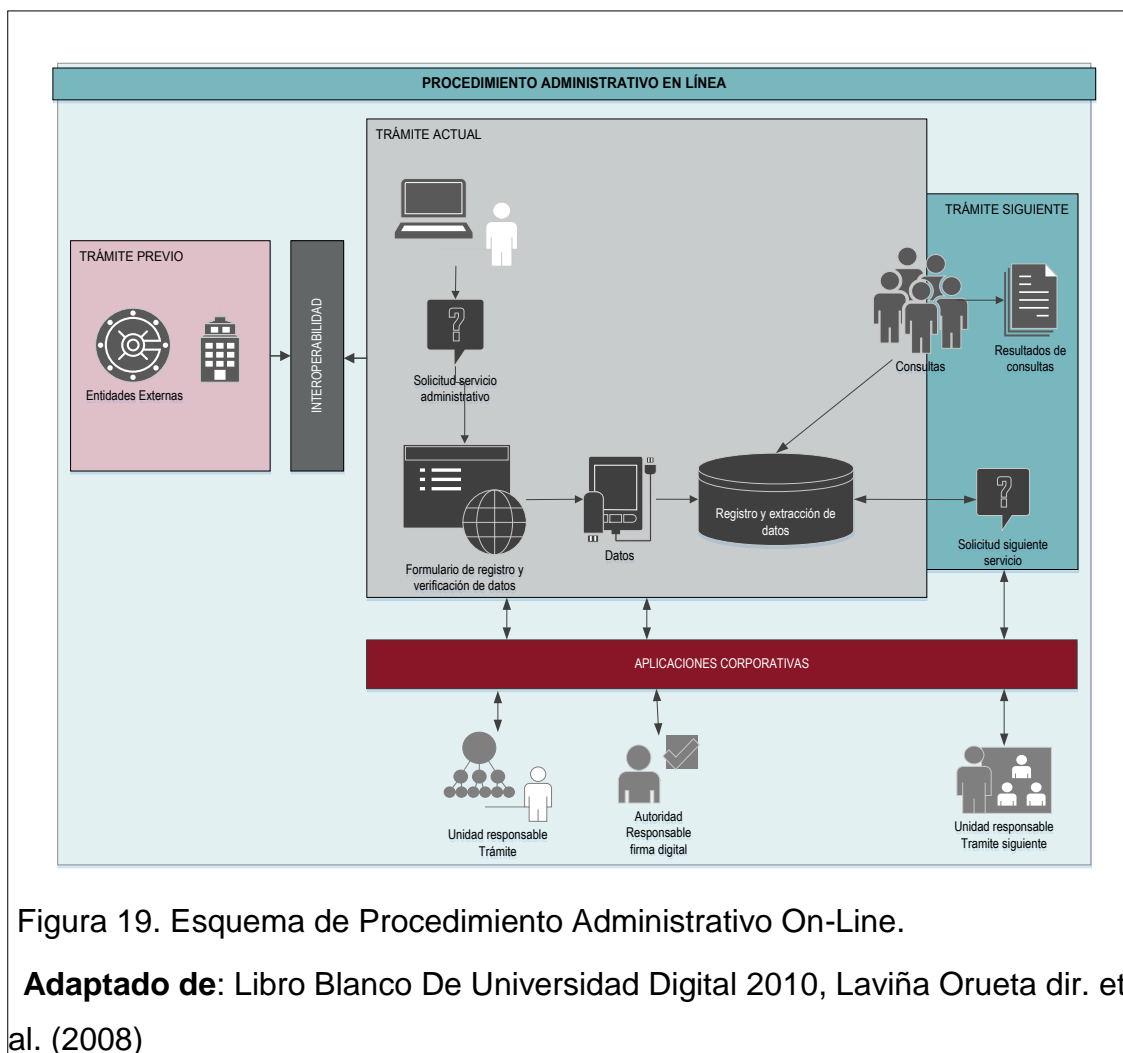 PROCEDIMIENTO ADMINISTRATIVO EN LÍNEA
TRÁMITE ACTUAL
TRÁMITE SIGUIENTE
TRÁMITE PREVIO
INTEROPERABILIDAD
Entidades Externas
Solicitud servicio
administrativo
Consultas
Resultados de
consultas
Formulario de registro y
verificación de datos
Datos
Registro y extracción de
datos
Solicitud siguiente
servicio
APLICACIONES CORPORATIVAS
Unidad responsable
Trámite
Autoridad
Responsable
firma digital
Unidad responsable
Tramite siguiente
Figura 19. Esquema de Procedimiento Administrativo On-Line.
Adaptado de: Libro Blanco De Universidad Digital 2010, Laviña Orueta dir. et
al. (2008)